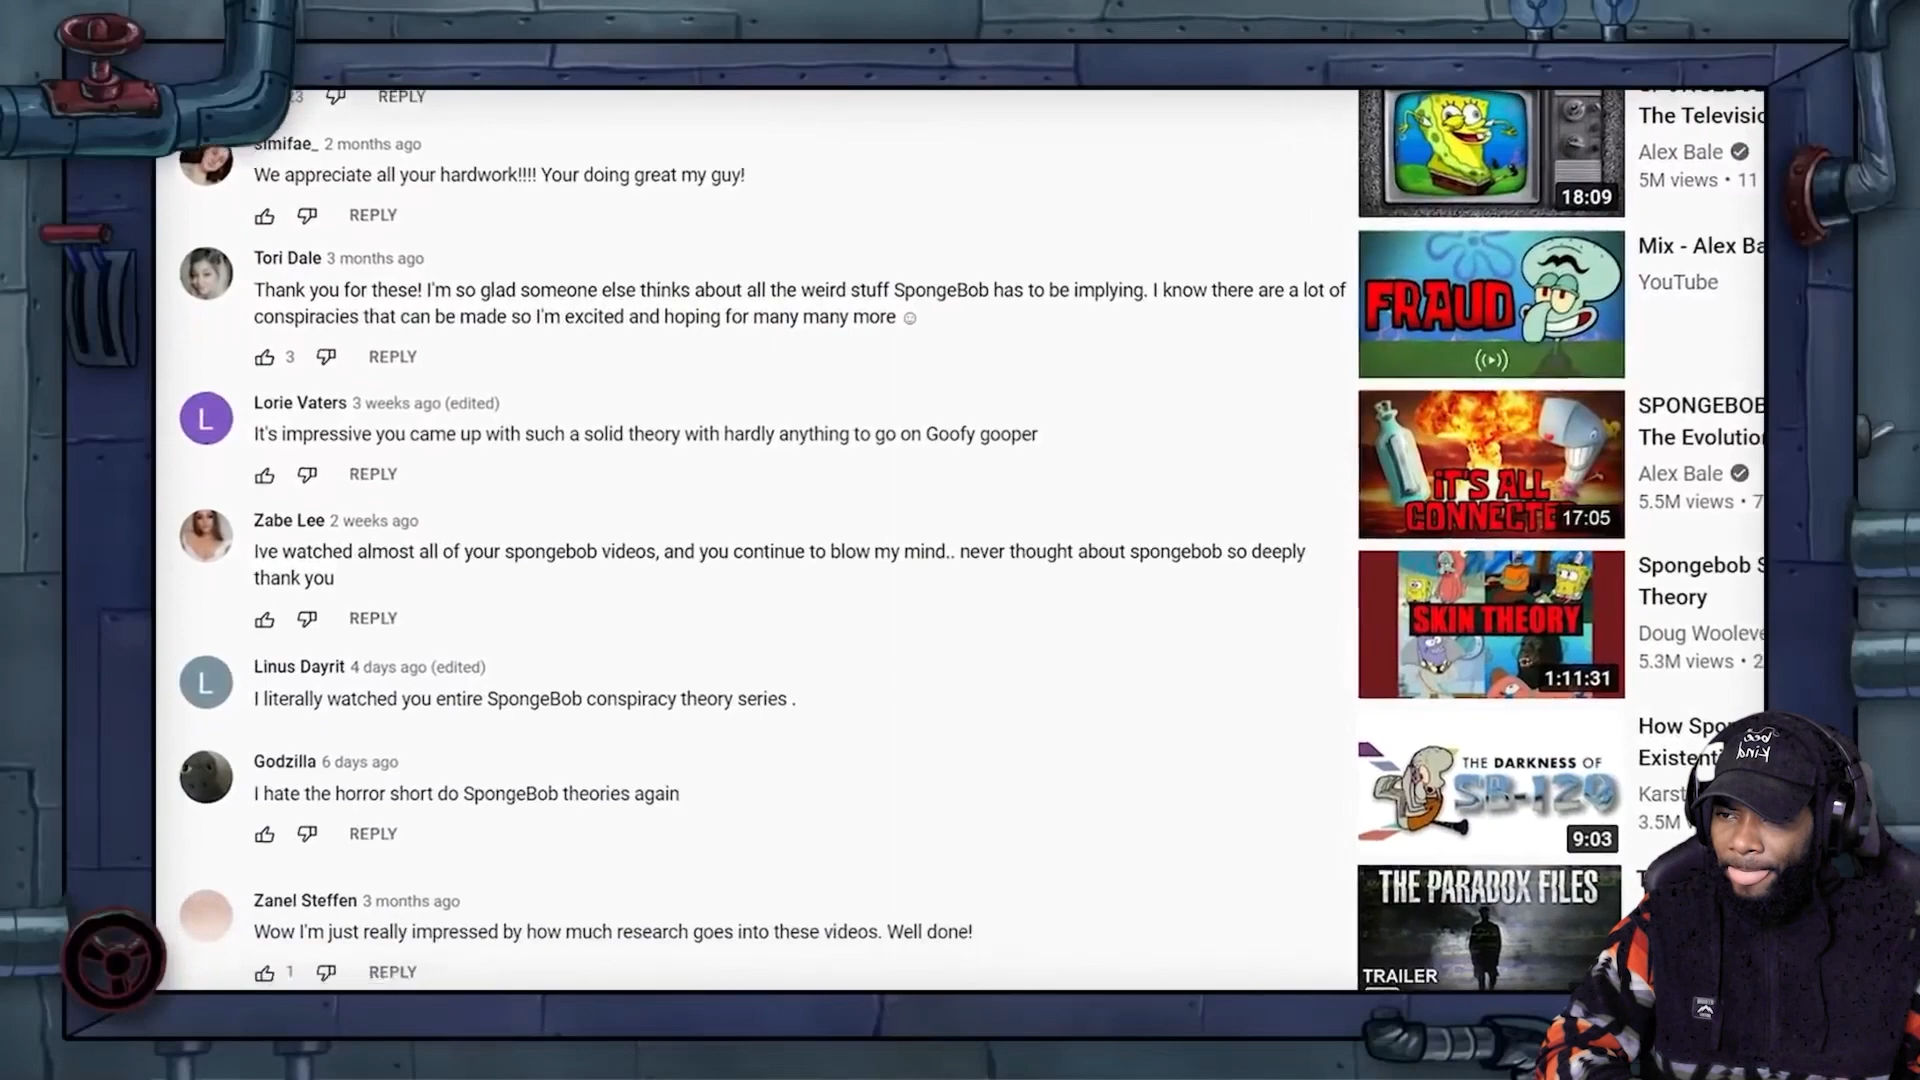 23 REPLY
simifae_ 2 months ago
We appreciate all your hardwork!!!! Your doing great my guy!
REPLY
Tori Dale 3 months ago
Thank you for these! I'm so glad someone else thinks about all the weird stuff SpongeBob has to be implying. I know there are a lot of
conspiracies that can be made so I'm excited and hoping for many many more ☺
3 REPLY
L
Lorie Vaters 3 weeks ago (edited)
It's impressive you came up with such a solid theory with hardly anything to go on Goofy gooper
REPLY
Zabe Lee 2 weeks ago
Ive watched almost all of your spongebob videos, and you continue to blow my mind.. never thought about spongebob so deeply
thank you
REPLY
L
Linus Dayrit 4 days ago (edited)
I literally watched you entire SpongeBob conspiracy theory series .
Godzilla 6 days ago
I hate the horror short do SpongeBob theories again
REPLY
Zanel Steffen 3 months ago
Wow I'm just really impressed by how much research goes into these videos. Well done!
1 REPLY
18:09
The Televisio
Alex Bale
5M views • 11
FRAUD
Mix - Alex Ba
YouTube
IT'S ALL
CONNECTE
17:05
SPONGEBOB
The Evolution
Alex Bale
5.5M views • 7
SKIN THEORY
1:11:31
Spongebob S
Theory
Doug Wooleve
5.3M views • 2
THE DARKNESS OF
SB-129
9:03
How Spo
Existent
Karst
3.5M
THE PARADOX FILES
TRAILER
bee
kind